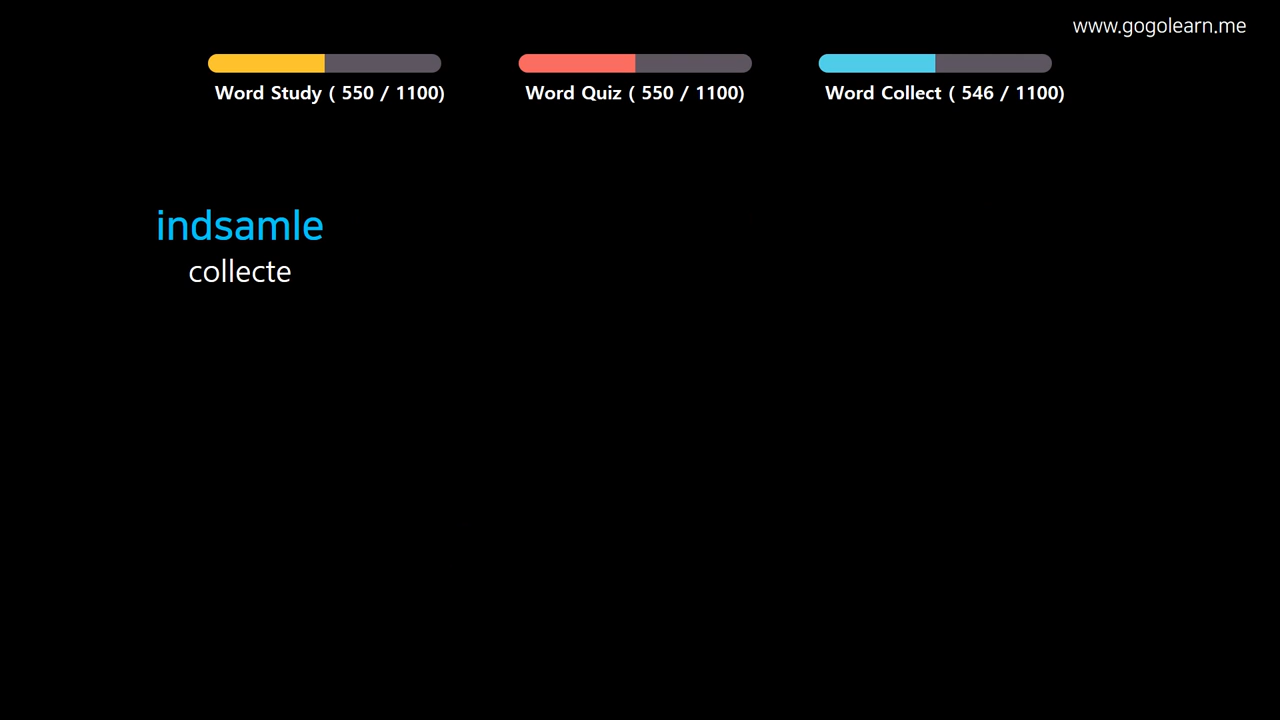 www.gogolearn.me
Word Study ( 550 / 1100)
Word Quiz ( 550 / 1100)
Word Collect ( 546 / 1100)
indsamle
collecte